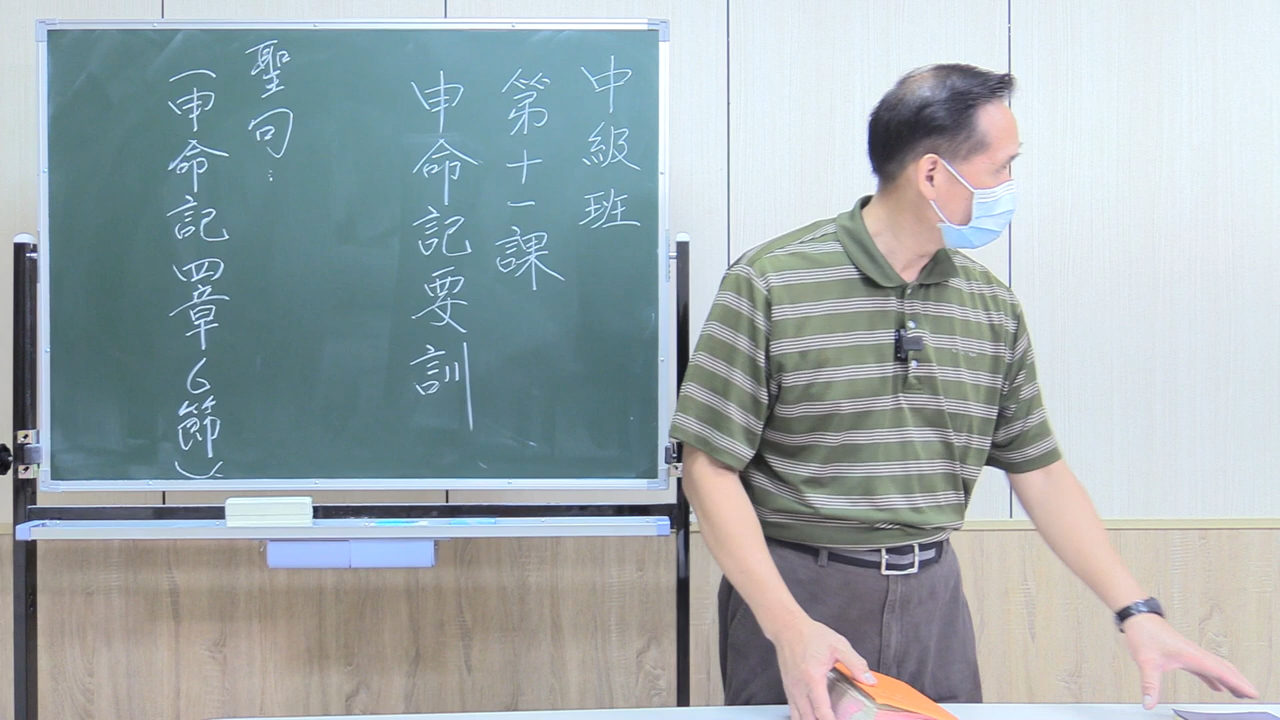 中級班
第十一課
申命記要訓
聖句：
（申命記四章6節）